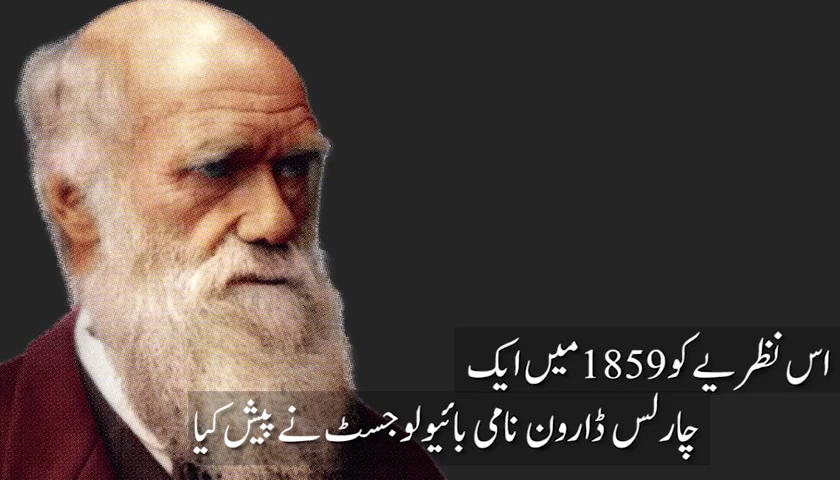 اس نظریے کو 1859 میں ایک
چارلس ڈارون نامی بائیولوجسٹ نے پیش کیا